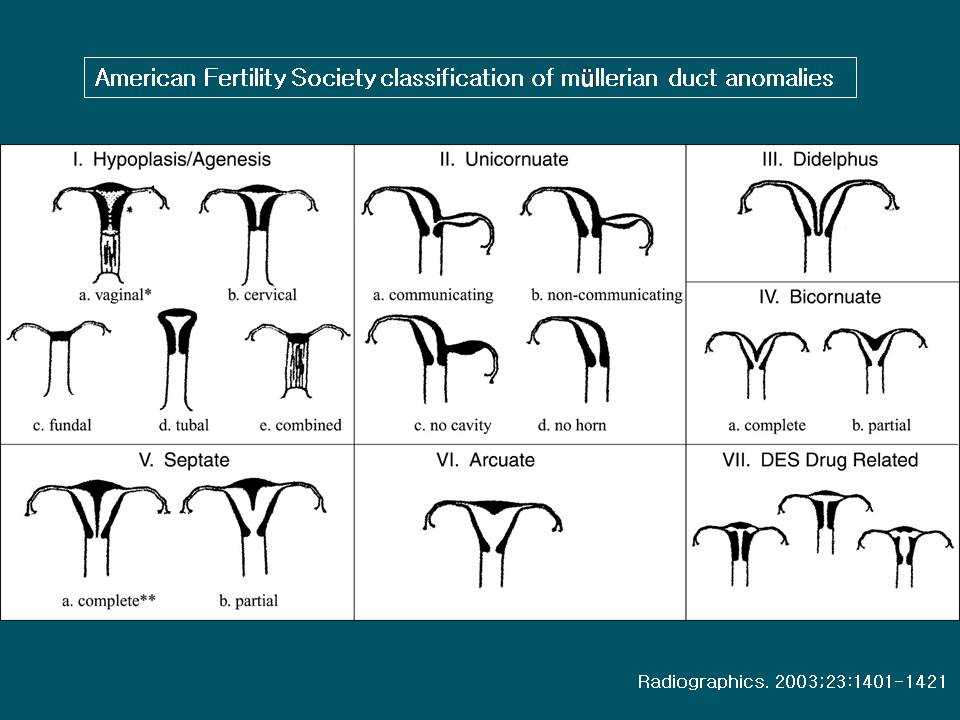 American Fertility Society classification of müllerian duct anomalies
I. Hypoplasis/Agenesis
a. vaginal*
b. cervical
*
c. fundal
d. tubal
e. combined
II. Unicornuate
a. communicating
b. non-communicating
c. no cavity
d. no horn
III. Didelphus
IV. Bicornuate
a. complete
b. partial
V. Septate
a. complete**
b. partial
VI. Arcuate
VII. DES Drug Related
Radiographics. 2003;23:1401-1421